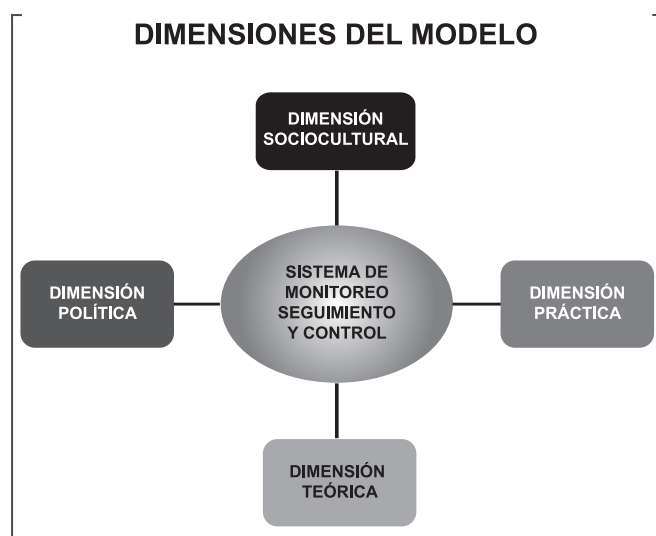 DIMENSIONES DEL MODELO
DIMENSIÓN
SOCIOCULTURAL
DIMENSIÓN
POLÍTICA
SISTEMA DE
MONITOREO
SEGUIMIENTO
Y CONTROL
DIMENSIÓN
PRÁCTICA
DIMENSIÓN
TEÓRICA